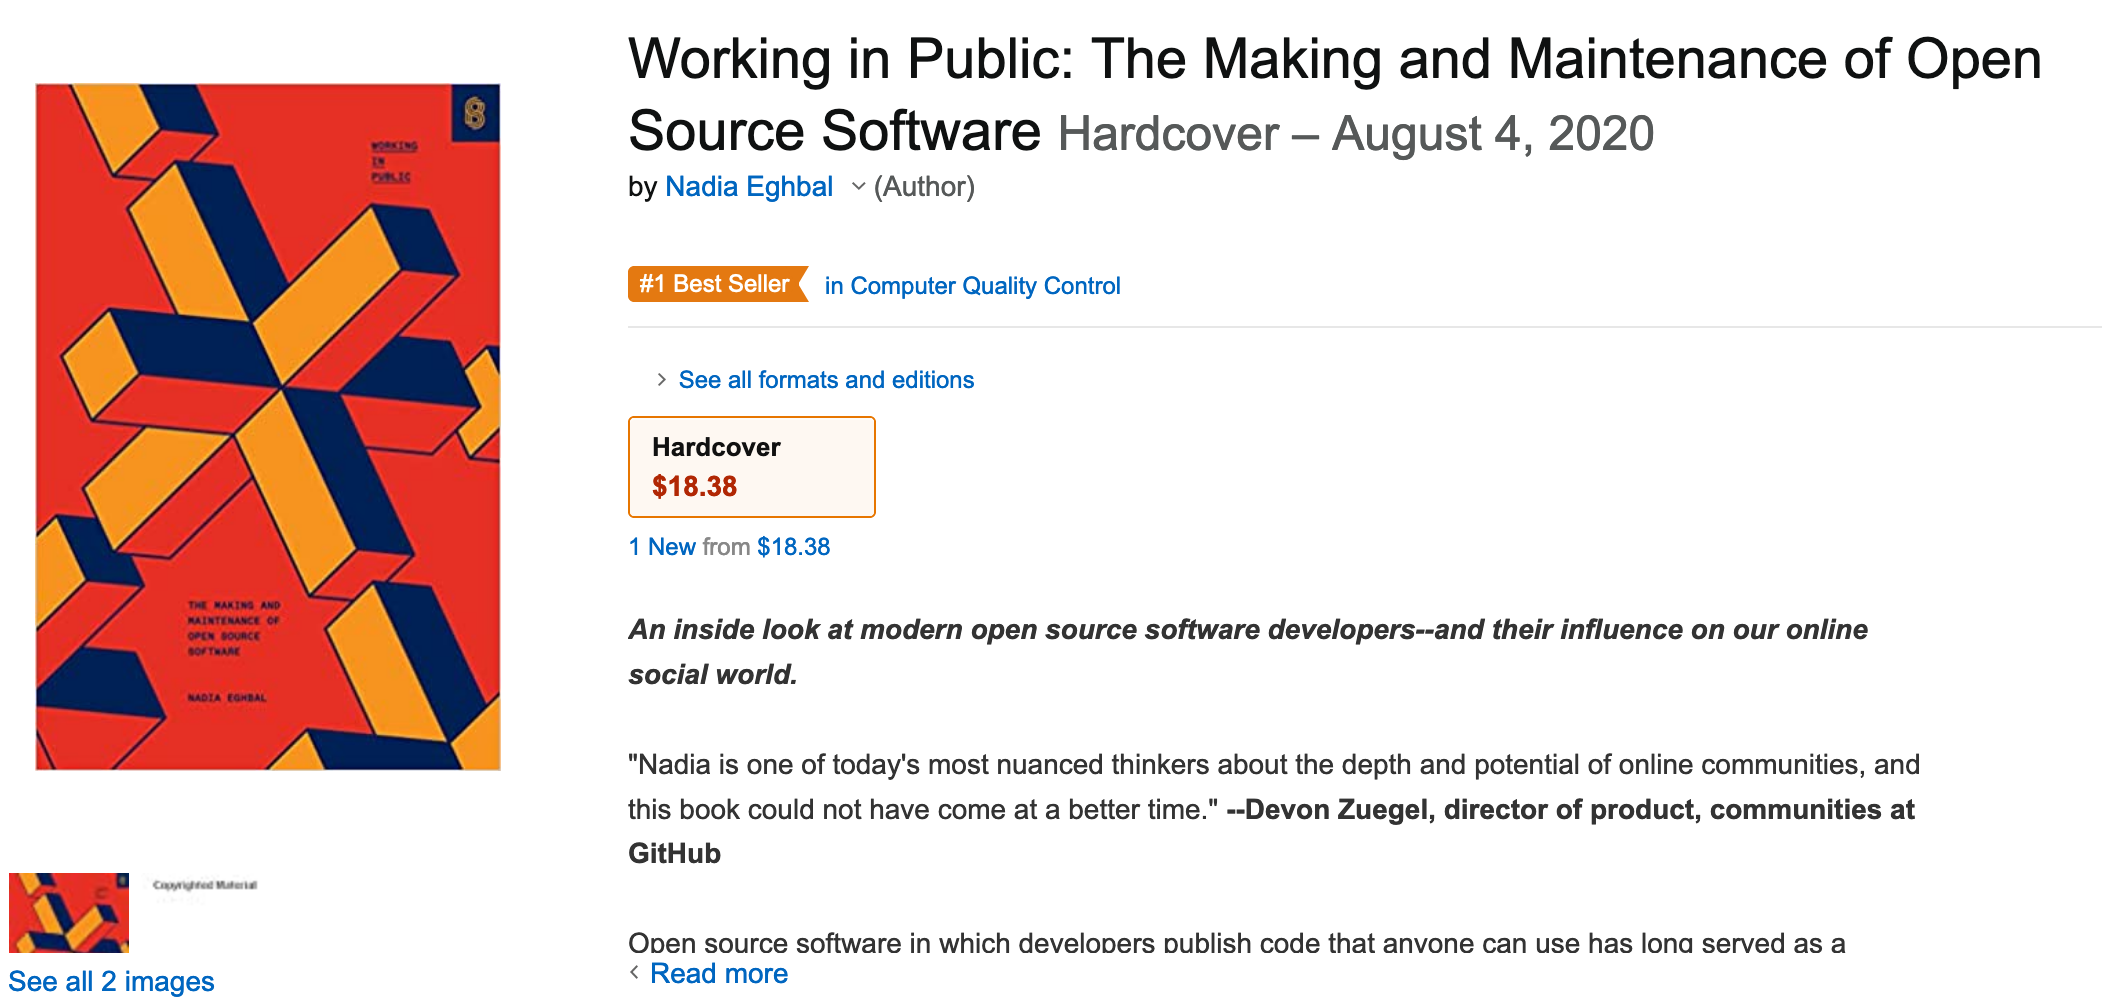 WORKING
IN
PUBLIC
THE MAKING AND
MAINTENANCE OF
OPEN SOURCE
SOFTWARE
NADIA EGHBAL
Copyrighted Material
See all 2 images
Working in Public: The Making and Maintenance of Open
Source Software Hardcover – August 4, 2020
by Nadia Eghbal (Author)
#1 Best Seller in Computer Quality Control
See all formats and editions
Hardcover
$18.38
1 New from $18.38
An inside look at modern open source software developers--and their influence on our online
social world.
"Nadia is one of today's most nuanced thinkers about the depth and potential of online communities, and
this book could not have come at a better time." --Devon Zuegel, director of product, communities at
GitHub
Open source software in which developers publish code that anyone can use has long served as a
Read more